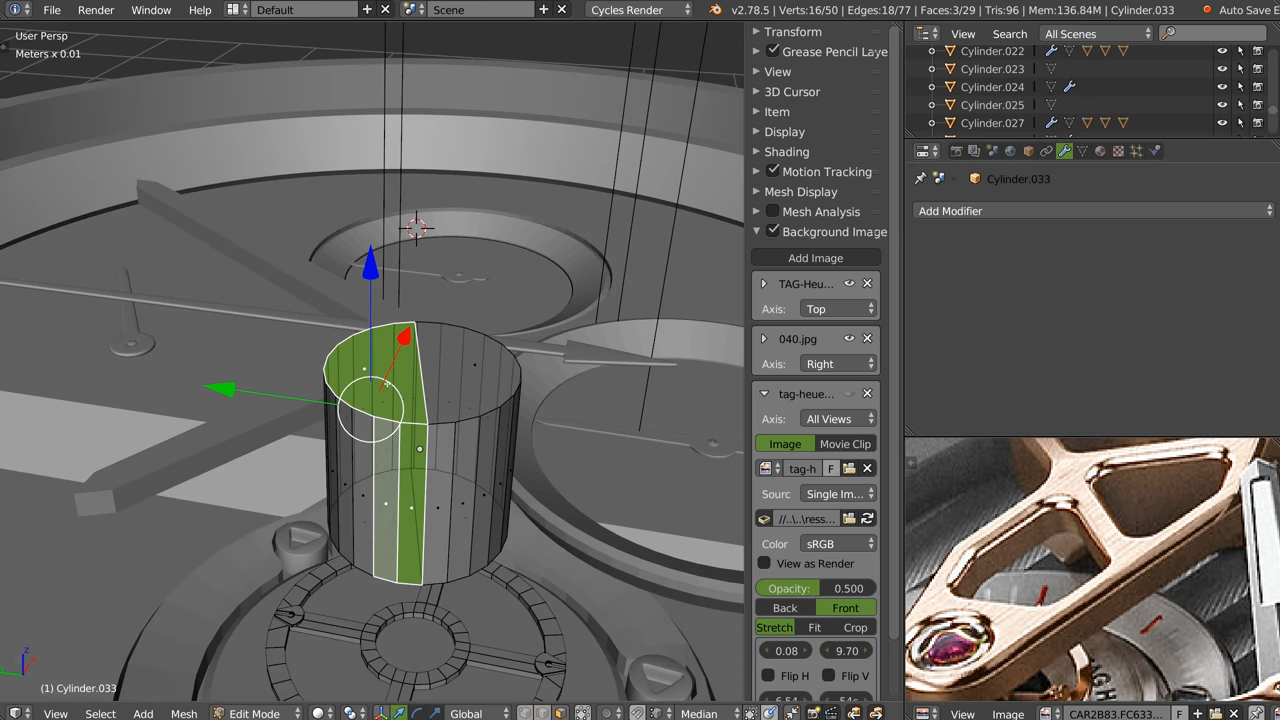 File Render Window Help Default Scene Cycles Render v2.78.5 | Verts:16/50 | Edges:18/77 | Faces:3/29 | Tris:96 | Mem:136.84M | Cylinder.033 Auto Save E
User Persp
Meters x 0.01
Transform
Grease Pencil Laye
View
3D Cursor
Item
Display
Shading
Motion Tracking
Mesh Display
Mesh Analysis
Background Image
Add Image
TAG-Heu...
Axis: Top
040.jpg
Axis: Right
tag-heue...
Axis: All Views
Image Movie Clip
tag-h F
Sourc Single Im...
//..\..\ress...
Color sRGB
View as Render
Opacity: 0.500
Back Front
Stretch Fit Crop
0.08 9.70
Flip H Flip V
View Search All Scenes
Cylinder.022
Cylinder.023
Cylinder.024
Cylinder.025
Cylinder.027
Cylinder.033
Add Modifier
z
x
(1) Cylinder.033
View Select Add Mesh Edit Mode Global Median
View Image CAR2B83.FC633... F